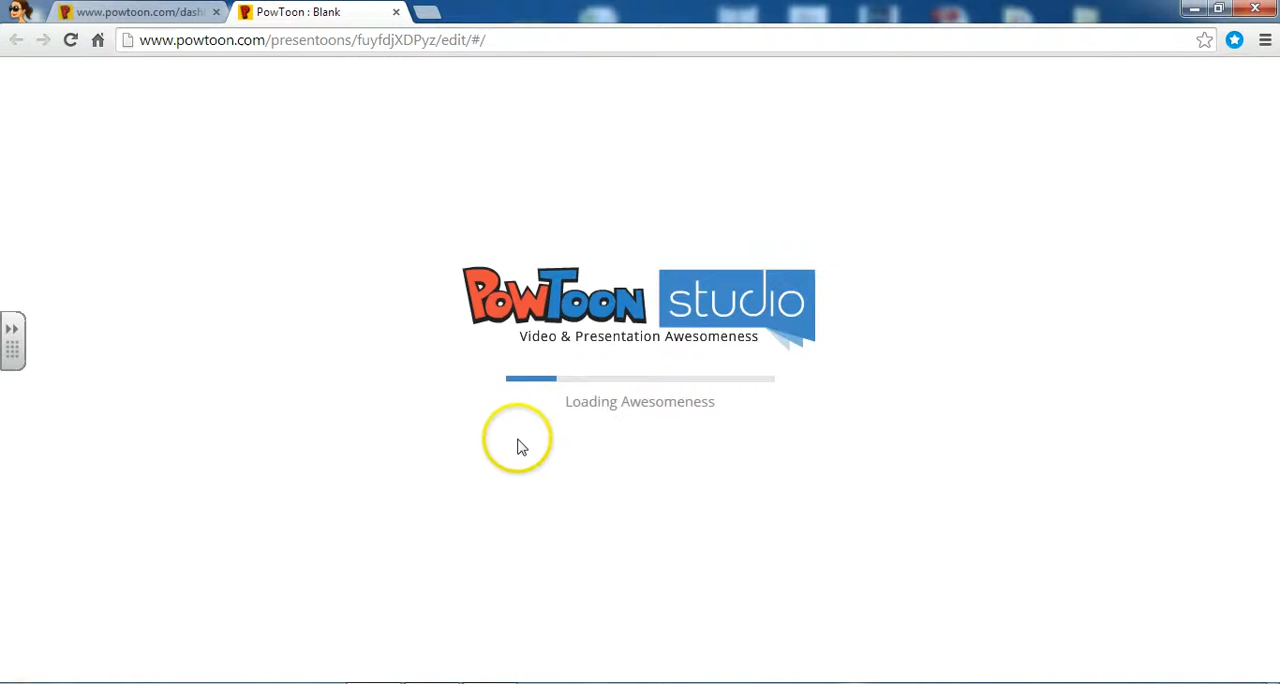 www.powtoon.com/dash
PowToon : Blank
www.powtoon.com/presentoons/fuyfdjXDPyz/edit/#/
PowToon studio
Video & Presentation Awesomeness
Loading Awesomeness